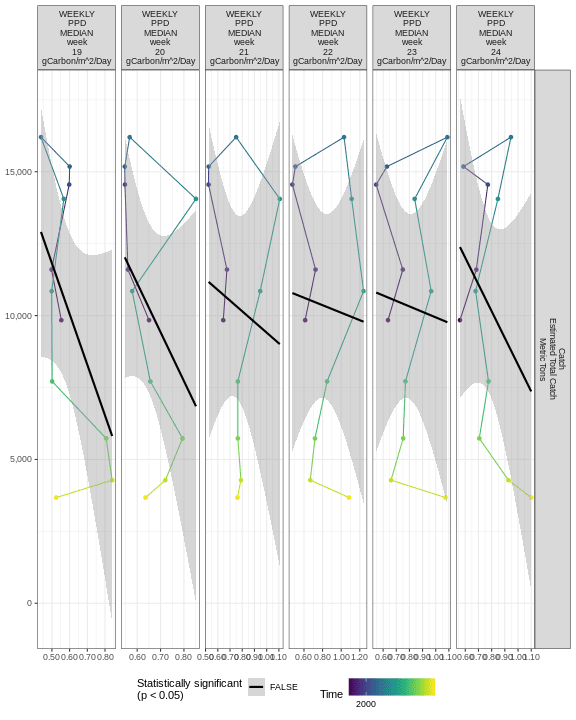 WEEKLY
PPD
MEDIAN
week
19
gCarbon/m^2/Day
WEEKLY
PPD
MEDIAN
week
20
gCarbon/m^2/Day
WEEKLY
PPD
MEDIAN
week
21
gCarbon/m^2/Day
WEEKLY
PPD
MEDIAN
week
22
gCarbon/m^2/Day
WEEKLY
PPD
MEDIAN
week
23
gCarbon/m^2/Day
WEEKLY
PPD
MEDIAN
week
24
gCarbon/m^2/Day
15,000
10,000
5,000
0
Catch
Estimated Total Catch
Metric Tons
0.50 0.60 0.70 0.80
0.60 0.70 0.80
0.50 0.60 0.70 0.80 0.90 1.00 1.10
0.60 0.80 1.00 1.20
0.60 0.70 0.80 0.90 1.00 1.10
0.60 0.70 0.80 0.90 1.00 1.10
Statistically significant
(p < 0.05)
FALSE
Time
2000